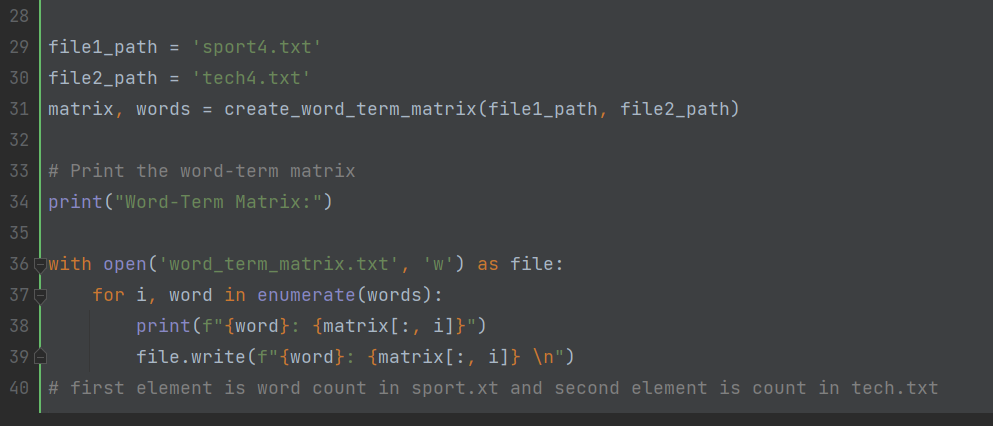 28
29 file1_path = 'sport4.txt'
30 file2_path = 'tech4.txt'
31 matrix, words = create_word_term_matrix(file1_path, file2_path)
32
33 # Print the word-term matrix
34 print("Word-Term Matrix:")
35
36 with open('word_term_matrix.txt', 'w') as file:
37     for i, word in enumerate(words):
38         print(f"{word}: {matrix[:, i]}")
39         file.write(f"{word}: {matrix[:, i]} \n")
40 # first element is word count in sport.xt and second element is count in tech.txt